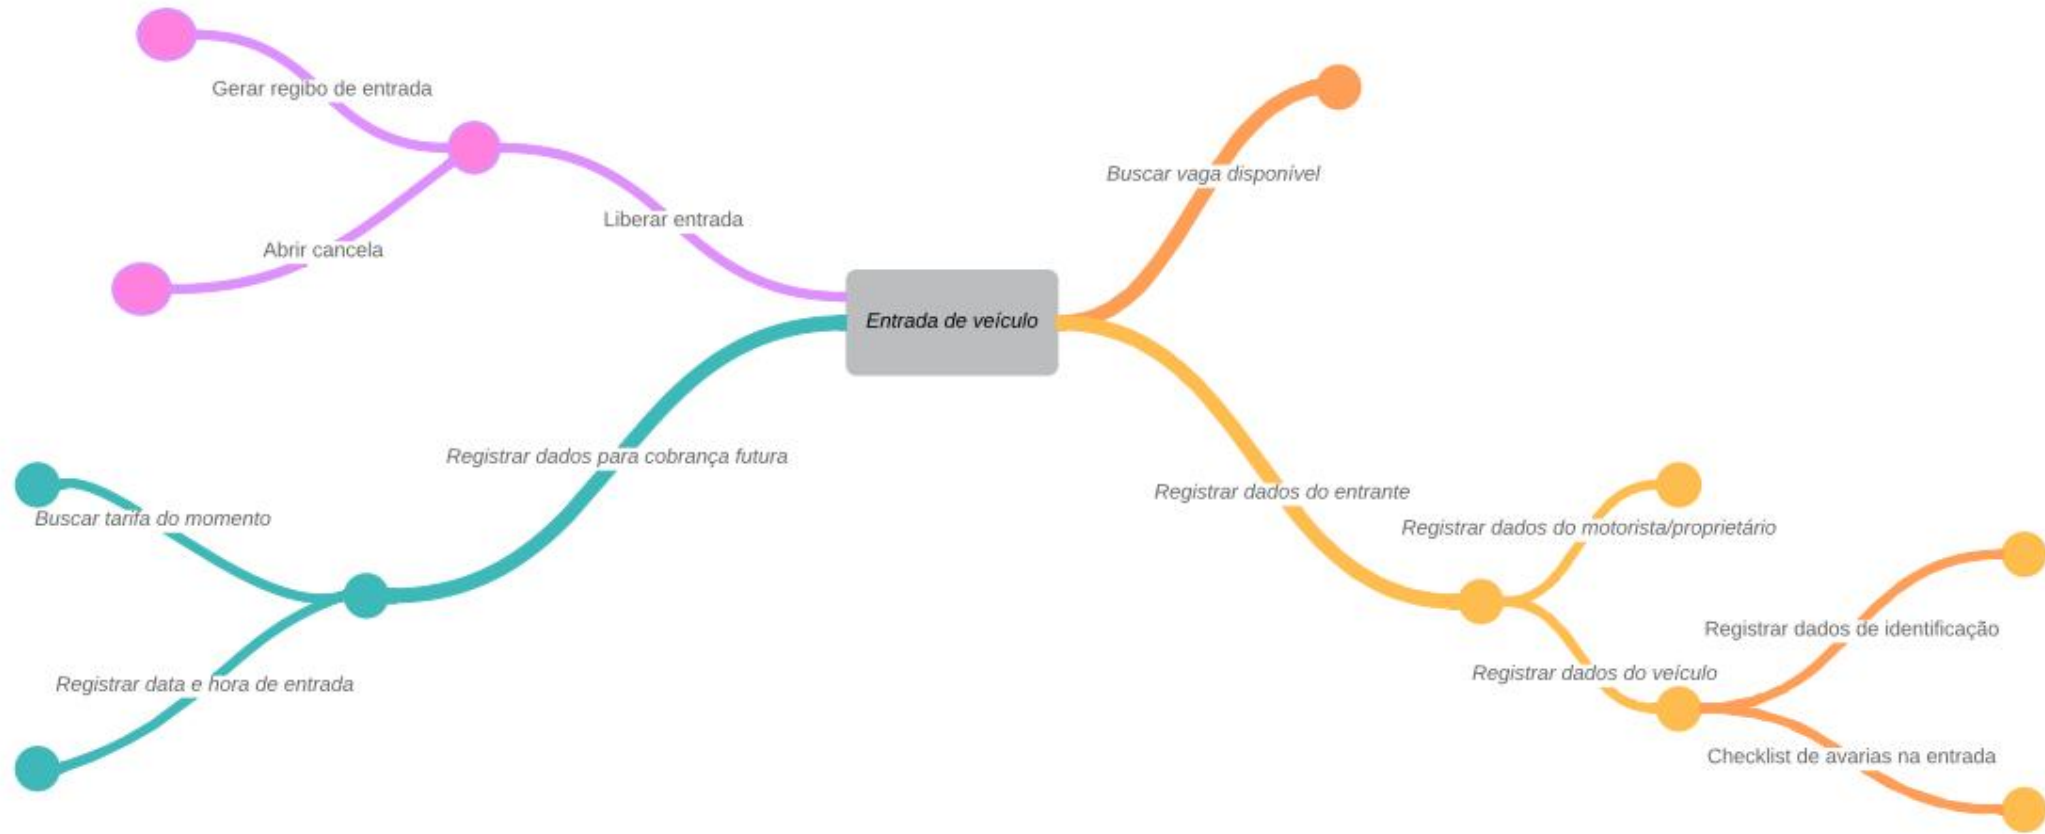 Gerar regibo de entrada
Abrir cancela
Liberar entrada
Buscar vaga disponível
Entrada de veículo
Registrar dados para cobrança futura
Buscar tarifa do momento
Registrar data e hora de entrada
Registrar dados do entrante
Registrar dados do motorista/proprietário
Registrar dados de identificação
Registrar dados do veículo
Checklist de avarias na entrada